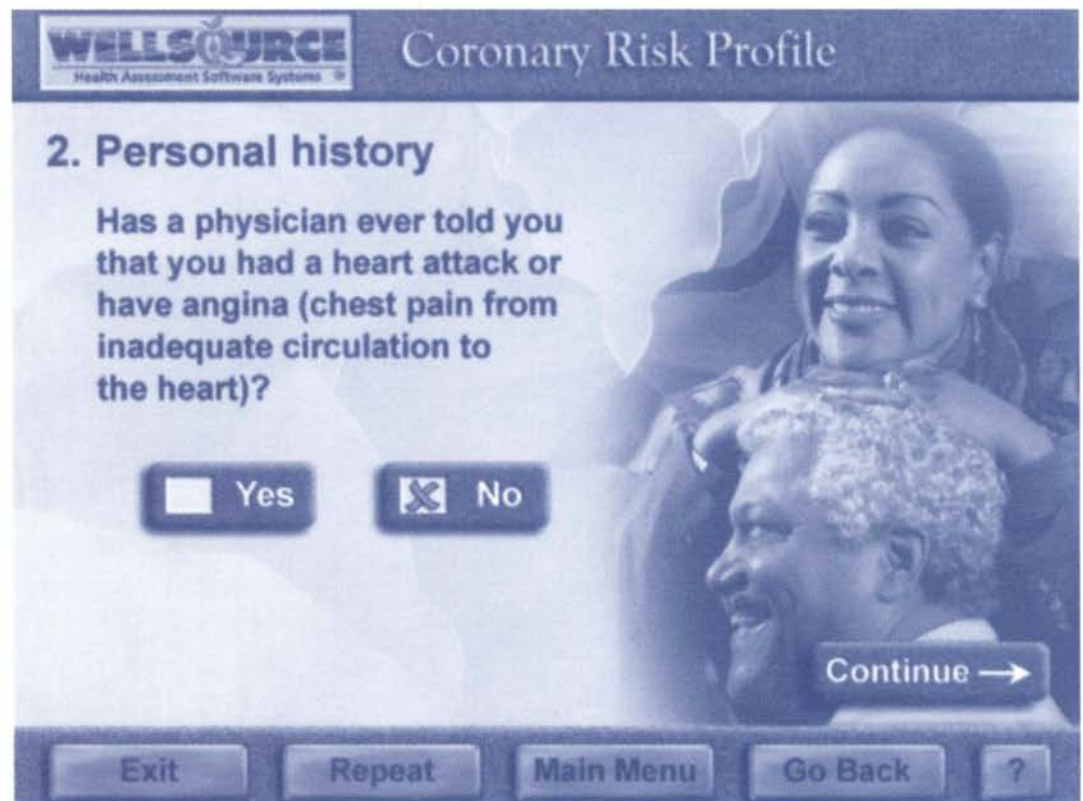 WELLSOURCE
Health Assessment Software Systems ®
Coronary Risk Profile
2. Personal history
Has a physician ever told you
that you had a heart attack or
have angina (chest pain from
inadequate circulation to
the heart)?
Yes
No
Continue →
Exit
Repeat
Main Menu
Go Back
?